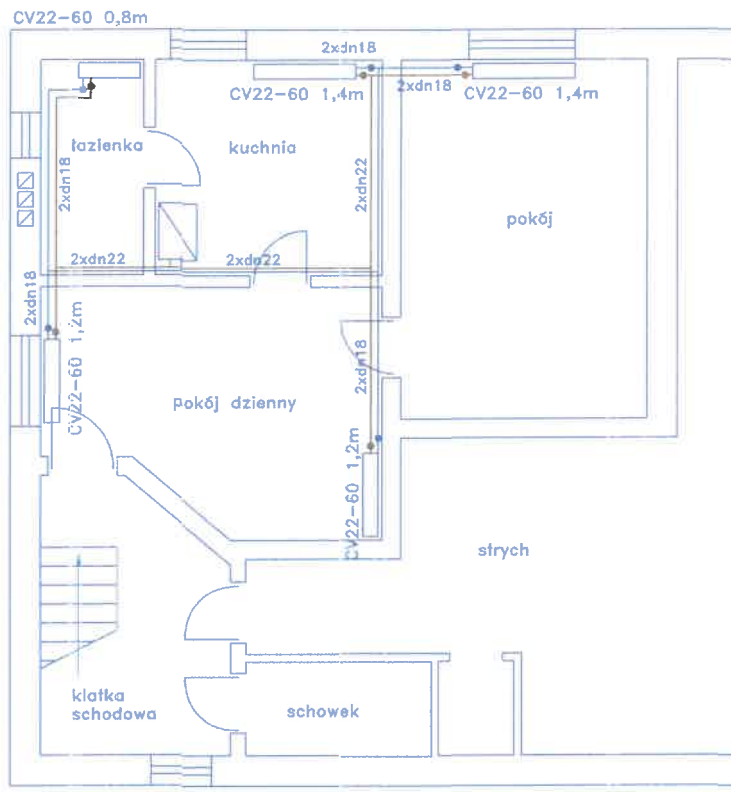 CV22-60 0,8m
2xdn18
CV22-60 1,4m
2xdn18
CV22-60 1,4m
łazienka
kuchnia
2xdn18
2xdn22
pokój
2xdn22
2xdn22
2xdn18
CV22-60 1,2m
2xdn18
pokój dzienny
CV22-60 1,2m
strych
klatka
schodowa
schowek